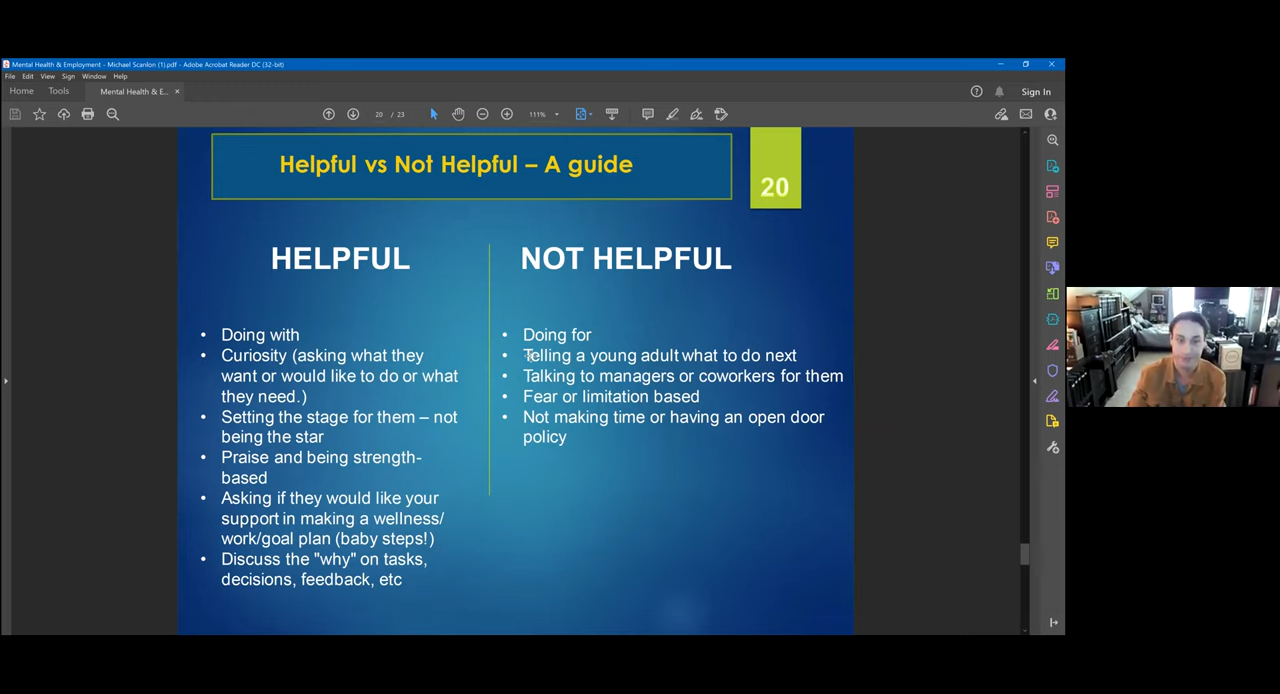 Mental Health & Employment - Michael Scanlon (1).pdf - Adobe Acrobat Reader DC (32-bit)
File Edit View Sign Window Help
Home Tools Mental Health & E... × Sign In
20 / 23 111%
Helpful vs Not Helpful – A guide
20
HELPFUL
• Doing with
• Curiosity (asking what they
want or would like to do or what
they need.)
• Setting the stage for them – not
being the star
• Praise and being strength-
based
• Asking if they would like your
support in making a wellness/
work/goal plan (baby steps!)
• Discuss the "why" on tasks,
decisions, feedback, etc
NOT HELPFUL
• Doing for
• Telling a young adult what to do next
• Talking to managers or coworkers for them
• Fear or limitation based
• Not making time or having an open door
policy